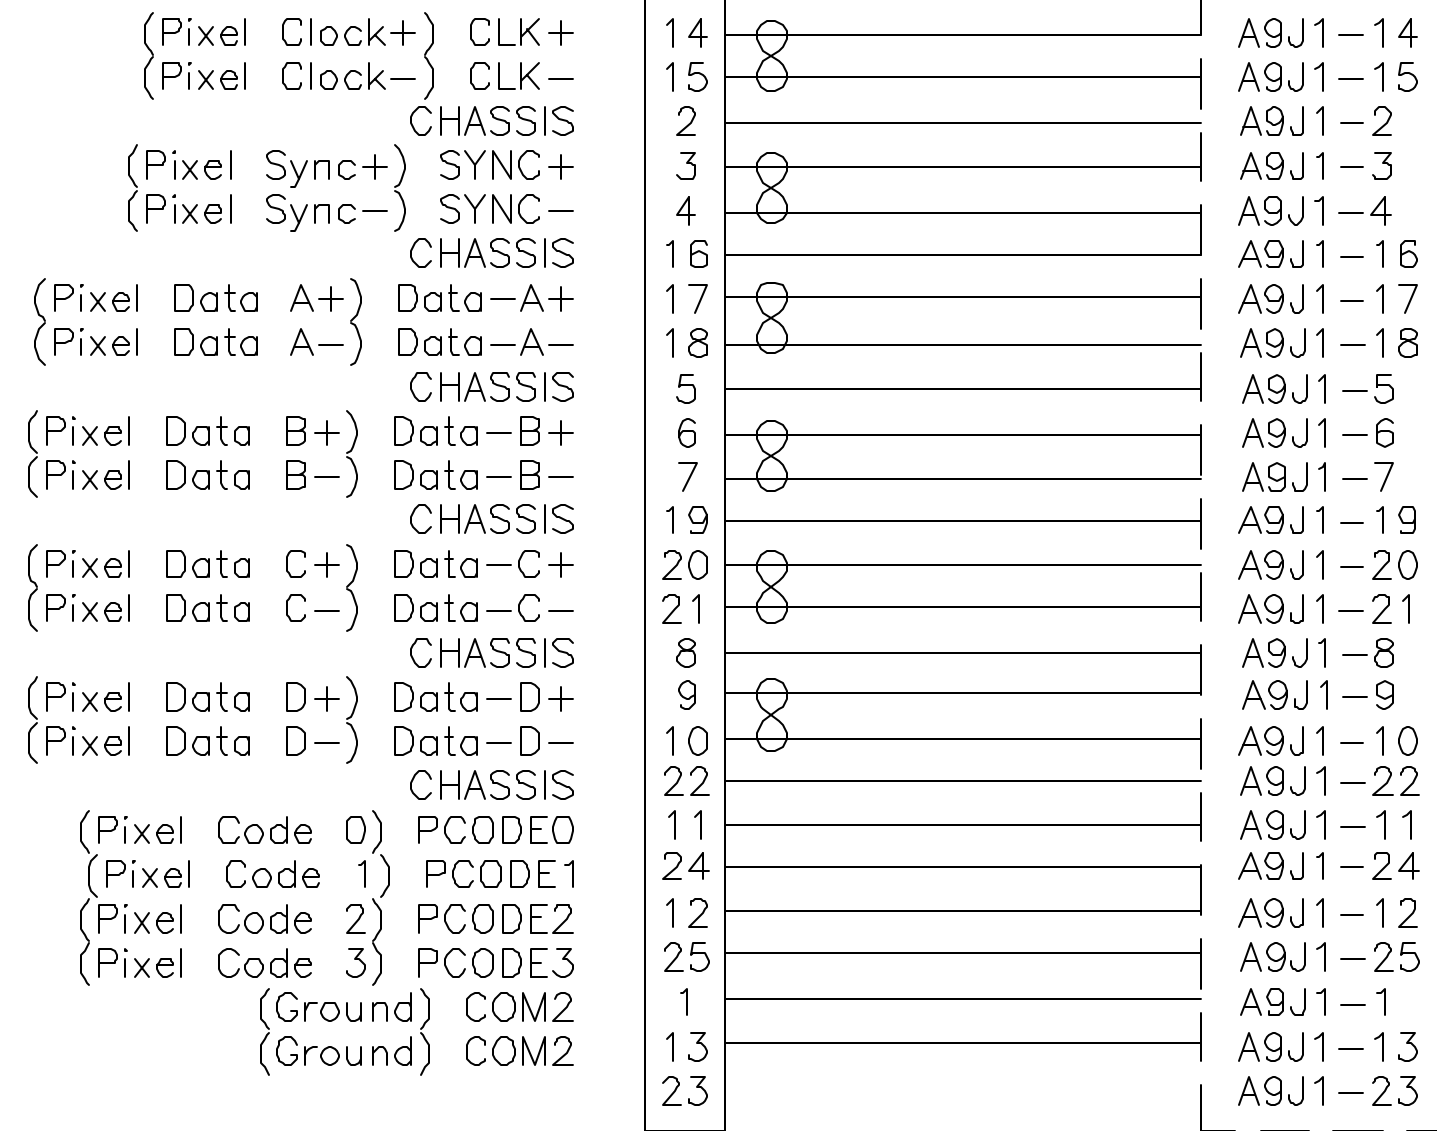 (Pixel Clock+) CLK+ 14 A9J1-14
(Pixel Clock-) CLK- 15 A9J1-15
CHASSIS 2 A9J1-2
(Pixel Sync+) SYNC+ 3 A9J1-3
(Pixel Sync-) SYNC- 4 A9J1-4
CHASSIS 16 A9J1-16
(Pixel Data A+) Data-A+ 17 A9J1-17
(Pixel Data A-) Data-A- 18 A9J1-18
CHASSIS 5 A9J1-5
(Pixel Data B+) Data-B+ 6 A9J1-6
(Pixel Data B-) Data-B- 7 A9J1-7
CHASSIS 19 A9J1-19
(Pixel Data C+) Data-C+ 20 A9J1-20
(Pixel Data C-) Data-C- 21 A9J1-21
CHASSIS 8 A9J1-8
(Pixel Data D+) Data-D+ 9 A9J1-9
(Pixel Data D-) Data-D- 10 A9J1-10
CHASSIS 22 A9J1-22
(Pixel Code 0) PCODE0 11 A9J1-11
(Pixel Code 1) PCODE1 24 A9J1-24
(Pixel Code 2) PCODE2 12 A9J1-12
(Pixel Code 3) PCODE3 25 A9J1-25
(Ground) COM2 1 A9J1-1
(Ground) COM2 13 A9J1-13
23 A9J1-23